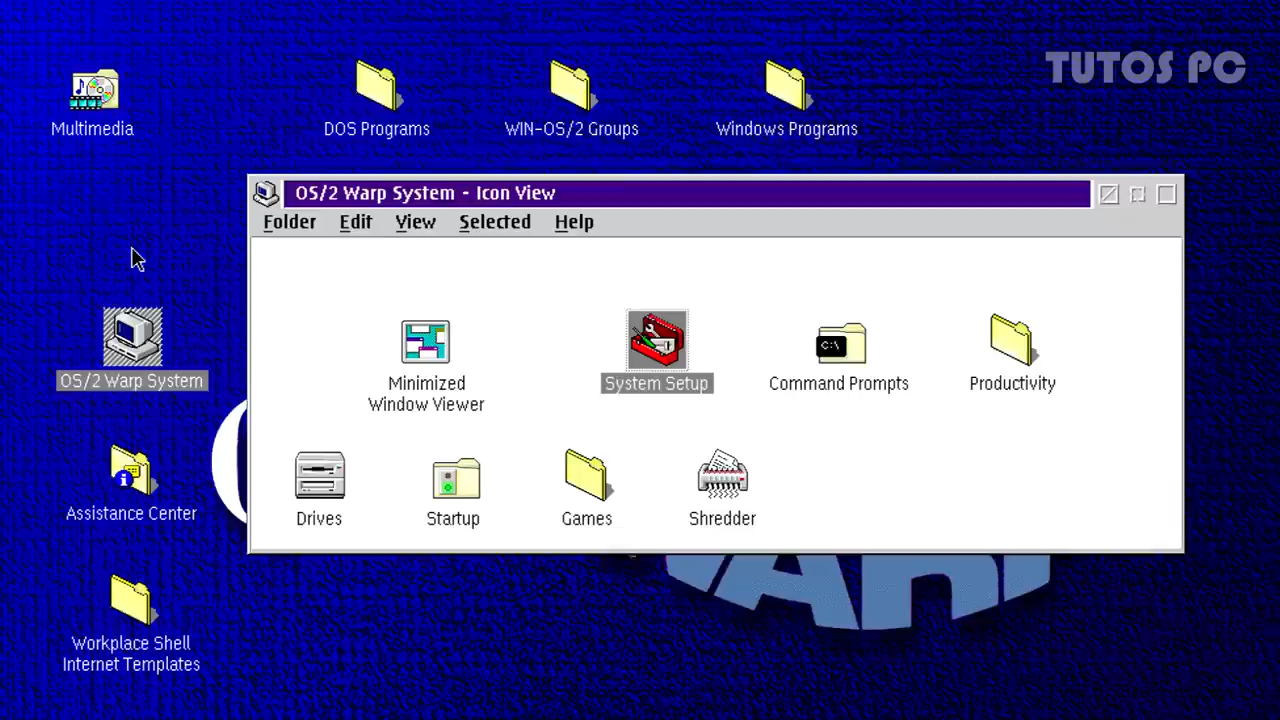 TUTOS PC
Multimedia
DOS Programs
WIN-OS/2 Groups
Windows Programs
OS/2 Warp System - Icon View
Folder Edit View Selected Help
OS/2 Warp System
Minimized
Window Viewer
System Setup
C:\
Command Prompts
Productivity
Assistance Center
Drives
Startup
Games
Shredder
Workplace Shell
Internet Templates